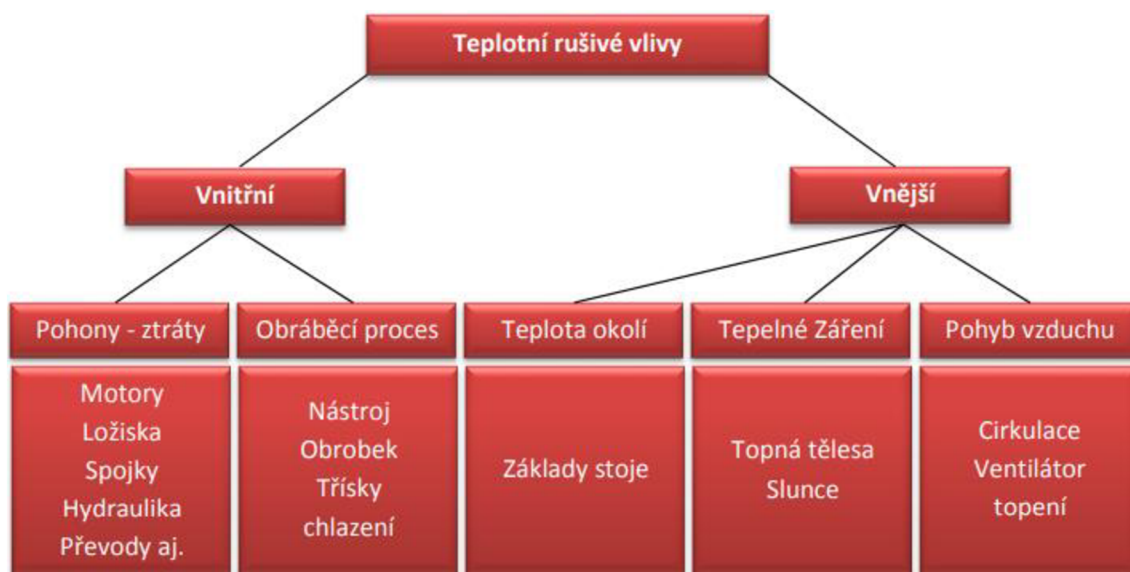 Teplotní rušivé vlivy
Vnitřní
Vnější
Pohony - ztráty
Obráběcí proces
Teplota okolí
Tepelné Záření
Pohyb vzduchu
Motory
Ložiska
Spojky
Hydraulika
Převody aj.
Nástroj
Obrobek
Třísky
chlazení
Základy stoje
Topná tělesa
Slunce
Cirkulace
Ventilátor
topení